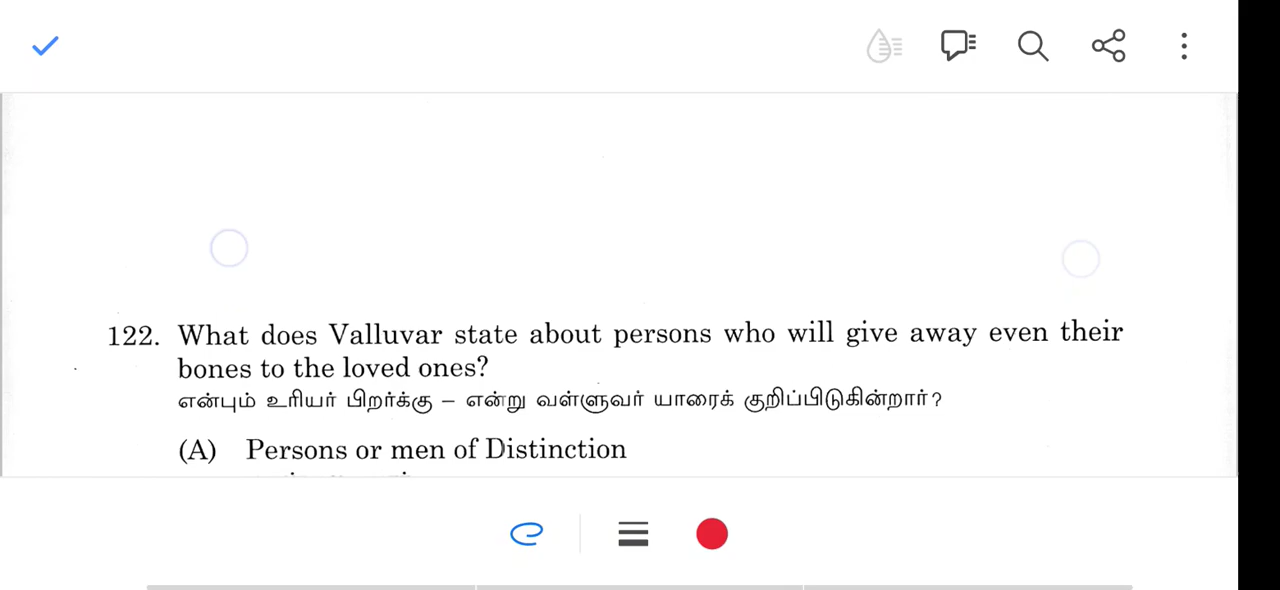 122. What does Valluvar state about persons who will give away even their
bones to the loved ones?
என்பும் உரியர் பிறர்க்கு – என்று வள்ளுவர் யாரைக் குறிப்பிடுகின்றார்?
(A) Persons or men of Distinction